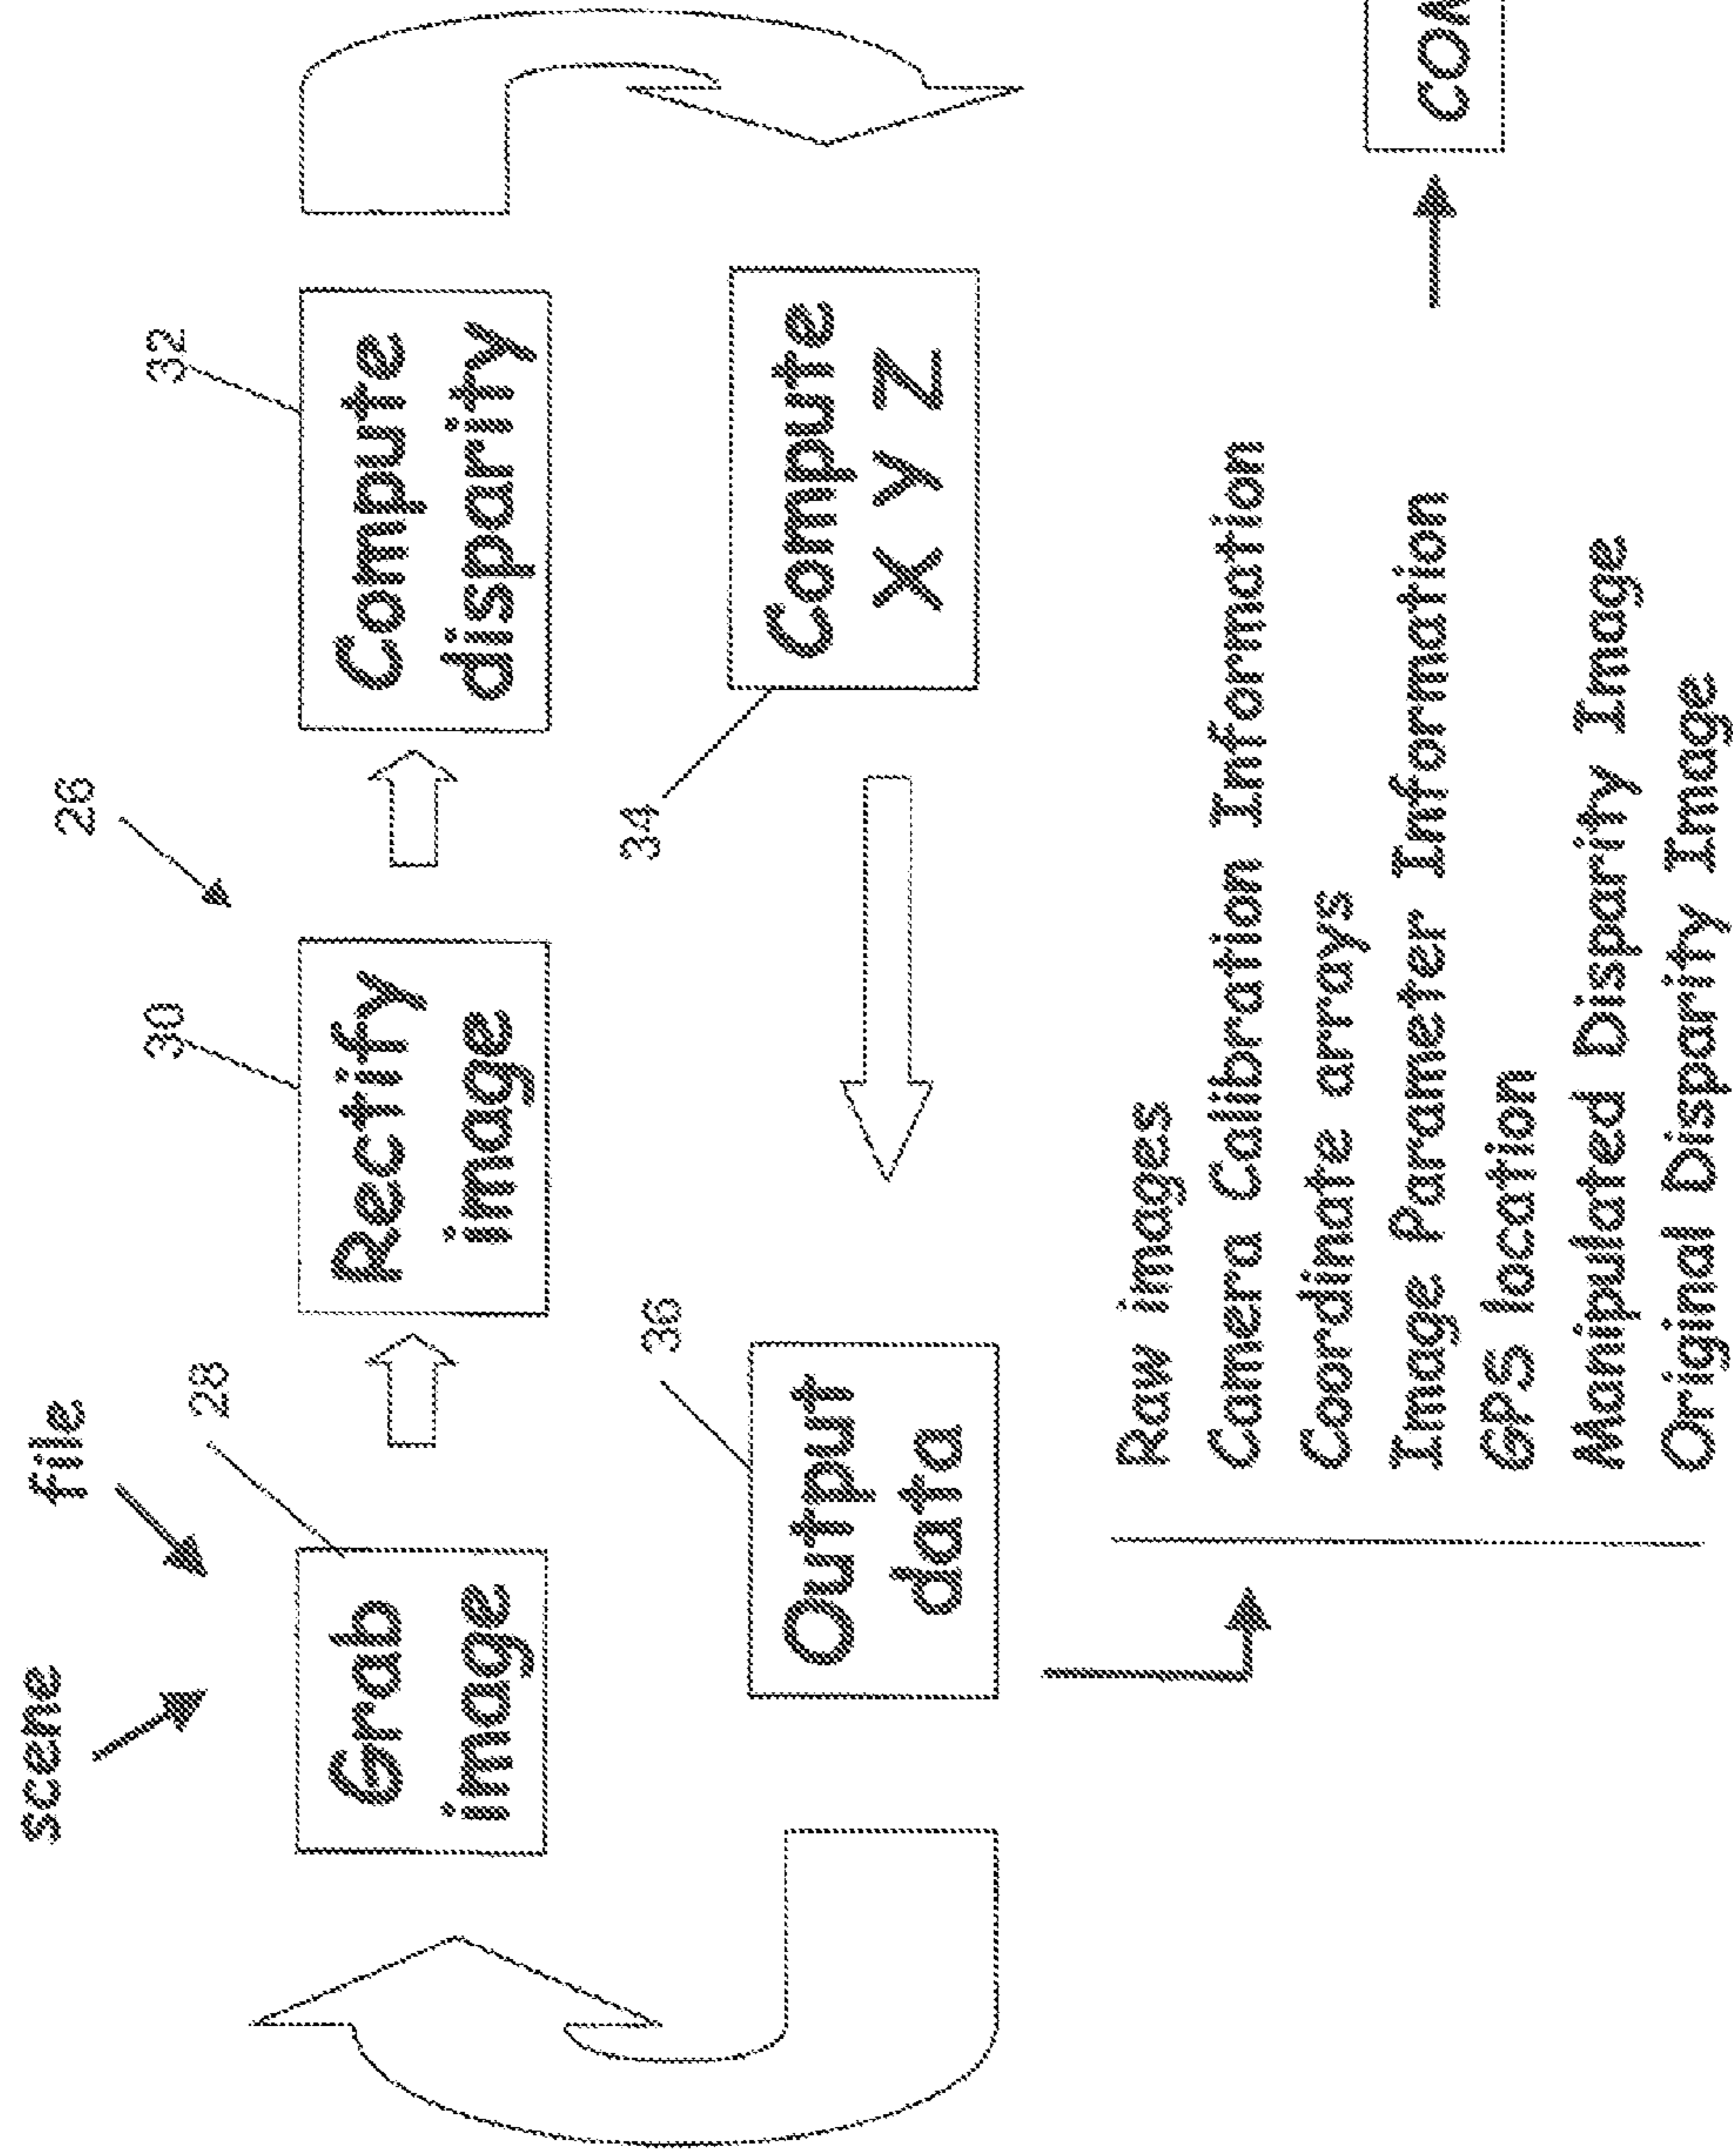 scene
file
26
28
30
32
Grab
image
Rectify
image
Compute
disparity
36
34
Output
data
Compute
X Y Z
Raw images
Camera Calibration Information
Coordinate arrays
Image Parameter Information
GPS location
Manipulated Disparity Image
Original Disparity Image